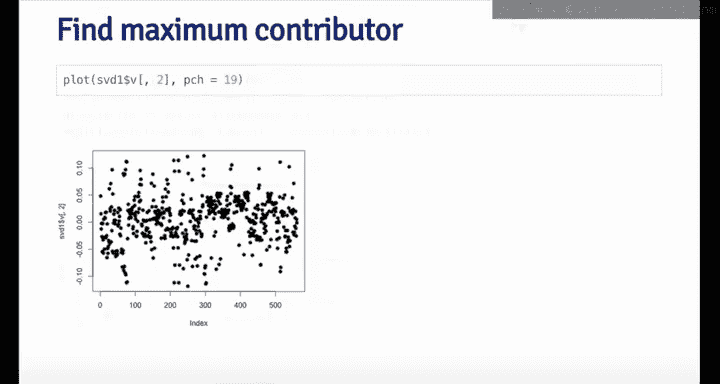 Find maximum contributor
plot(svd1$v[, 2], pch = 19)
svd1$v[, 2]
0.10
0.05
0.00
-0.05
-0.10
0 100 200 300 400 500
Index